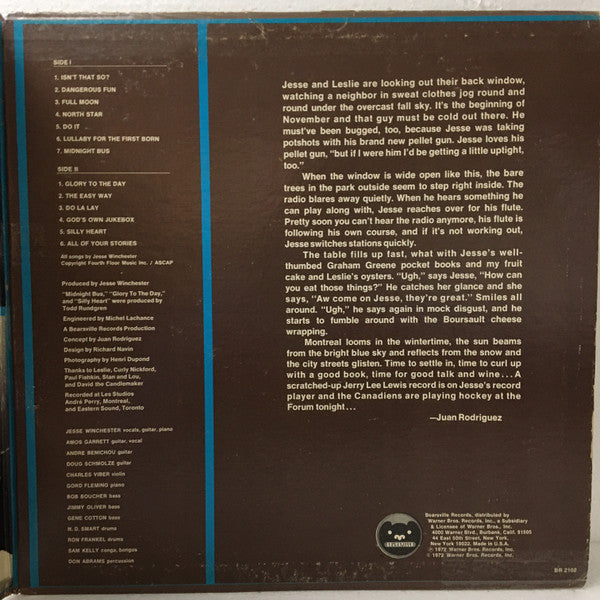 SIDE I
1. ISN'T THAT SO?
2. DANGEROUS FUN
3. FULL MOON
4. NORTH STAR
5. DO IT
6. LULLABY FOR THE FIRST BORN
7. MIDNIGHT BUS
SIDE II
1. GLORY TO THE DAY
2. THE EASY WAY
3. DO LA LAY
4. GOD'S OWN JUKEBOX
5. SILLY HEART
6. ALL OF YOUR STORIES
All songs by Jesse Winchester
Copyright Fourth Floor Music Inc. / ASCAP
Produced by Jesse Winchester
"Midnight Bus," "Glory To The Day,"
and "Silly Heart" were produced by
Todd Rundgren
Engineered by Michel Lachance
A Bearsville Records Production
Concept by Juan Rodriguez
Design by Richard Navin
Photography by Henri Dupond
Thanks to Leslie, Curly Nickford,
Paul Fishkin, Stan and Lou,
and David the Candlemaker
Recorded at Les Studios
André Perry, Montreal,
and Eastern Sound, Toronto
JESSE WINCHESTER vocals, guitar, piano
AMOS GARRETT guitar, vocal
ANDRE BENICHOU guitar
DOUG SCHMOLZE guitar
CHARLES VIBER violin
GORD FLEMING piano
BOB BOUCHER bass
JIMMY OLIVER bass
GENE COTTON bass
N. D. SMART drums
RON FRANKEL drums
SAM KELLY conga, bongos
DON ABRAMS percussion
Jesse and Leslie are looking out their back window,
watching a neighbor in sweat clothes jog round and
round under the overcast fall sky. It's the beginning of
November and that guy must be cold out there. He
must've been bugged, too, because Jesse was taking
potshots with his brand new pellet gun. Jesse loves his
pellet gun, "but if I were him I'd be getting a little uptight,
too."
When the window is wide open like this, the bare
trees in the park outside seem to step right inside. The
radio blares away quietly. When he hears something he
can play along with, Jesse reaches over for his flute.
Pretty soon you can't hear the radio anymore, his flute is
following his own course, and if it's not working out,
Jesse switches stations quickly.
The table fills up fast, what with Jesse's well-
thumbed Graham Greene pocket books and my fruit
cake and Leslie's oysters. "Ugh," says Jesse, "How can
you eat those things?" He catches her glance and she
says, "Aw come on Jesse, they're great." Smiles all
around. "Ugh," he says again in mock disgust, and he
starts to fumble around with the Boursault cheese
wrapping.
Montreal looms in the wintertime, the sun beams
from the bright blue sky and reflects from the snow and
the city streets glisten. Time to settle in, time to curl up
with a good book, time for good talk and wine . . . A
scratched-up Jerry Lee Lewis record is on Jesse's record
player and the Canadiens are playing hockey at the
Forum tonight . . .
—Juan Rodriguez
Bearsville Records, distributed by
Warner Bros. Records, Inc., a Subsidiary
& Licensee of Warner Bros. Inc.,
4000 Warner Blvd., Burbank, Calif. 91505
44 East 50th Street, New York,
New York 10022. Made in U.S.A.
℗ 1972 Warner Bros. Records, Inc.
© 1972 Warner Bros. Records, Inc.
BR 2102